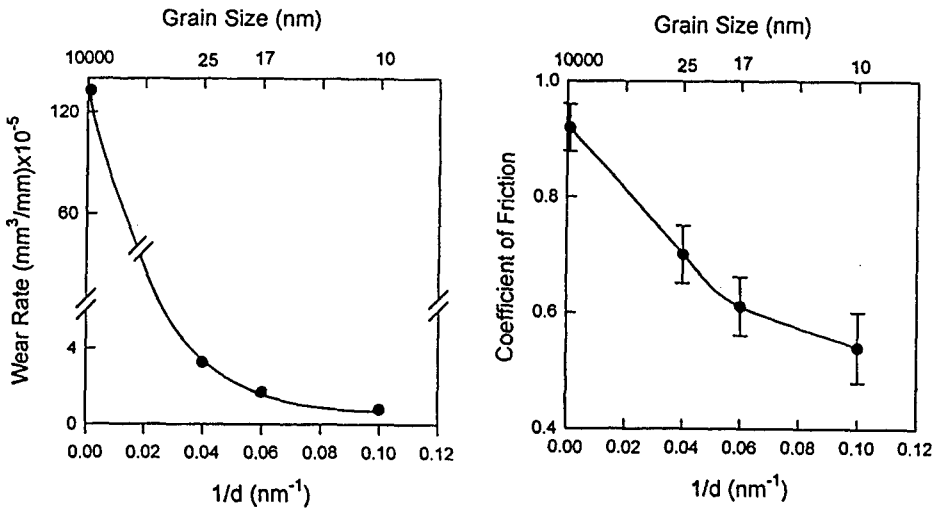 Grain Size (nm)
10000 25 17 10
Wear Rate (mm³/mm)x10⁻⁵
120
60
4
0
0.00 0.02 0.04 0.06 0.08 0.10 0.12
1/d (nm⁻¹)
Grain Size (nm)
10000 25 17 10
Coefficient of Friction
1.0
0.8
0.6
0.4
0.00 0.02 0.04 0.06 0.08 0.10 0.12
1/d (nm⁻¹)